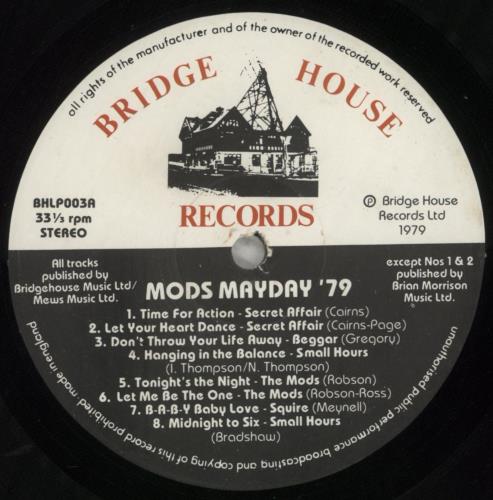 all rights of the manufacturer and of the owner of the recorded work reserved
BRIDGE HOUSE
RECORDS
BHLP003A
33⅓ rpm
STEREO
℗ Bridge House
Records Ltd
1979
All tracks
published by
Bridgehouse Music Ltd/
Mews Music Ltd.
except Nos 1 & 2
published by
Brian Morrison
Music Ltd.
MODS MAYDAY '79
1. Time For Action - Secret Affair (Cairns)
2. Let Your Heart Dance - Secret Affair (Cairns-Page)
3. Don't Throw Your Life Away - Beggar (Gregory)
4. Hanging in the Balance - Small Hours
(I. Thompson/N. Thompson)
5. Tonight's the Night - The Mods (Robson)
6. Let Me Be The One - The Mods (Robson-Ross)
7. B-A-B-Y Baby Love - Squire (Meynell)
8. Midnight to Six - Small Hours
(Bradshaw)
unauthorised public performance broadcasting and copying of this record prohibited. made in england